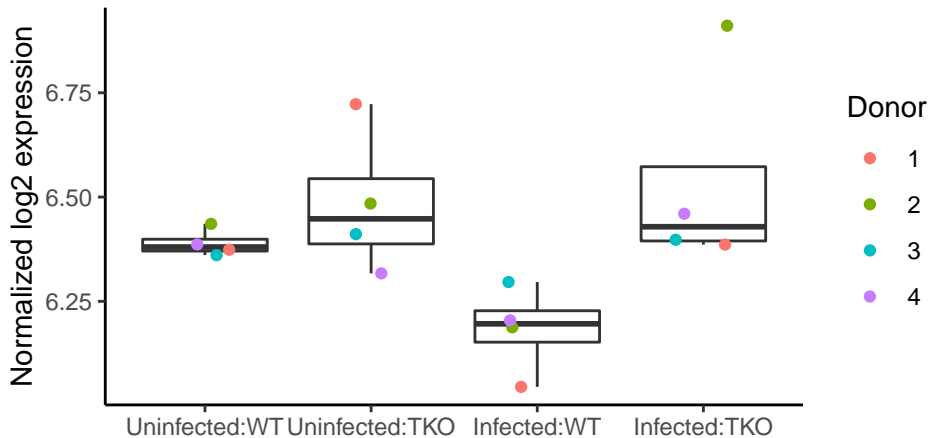 Normalized log2 expression
6.75
6.50
6.25
Uninfected:WT
Uninfected:TKO
Infected:WT
Infected:TKO
Donor
1
2
3
4